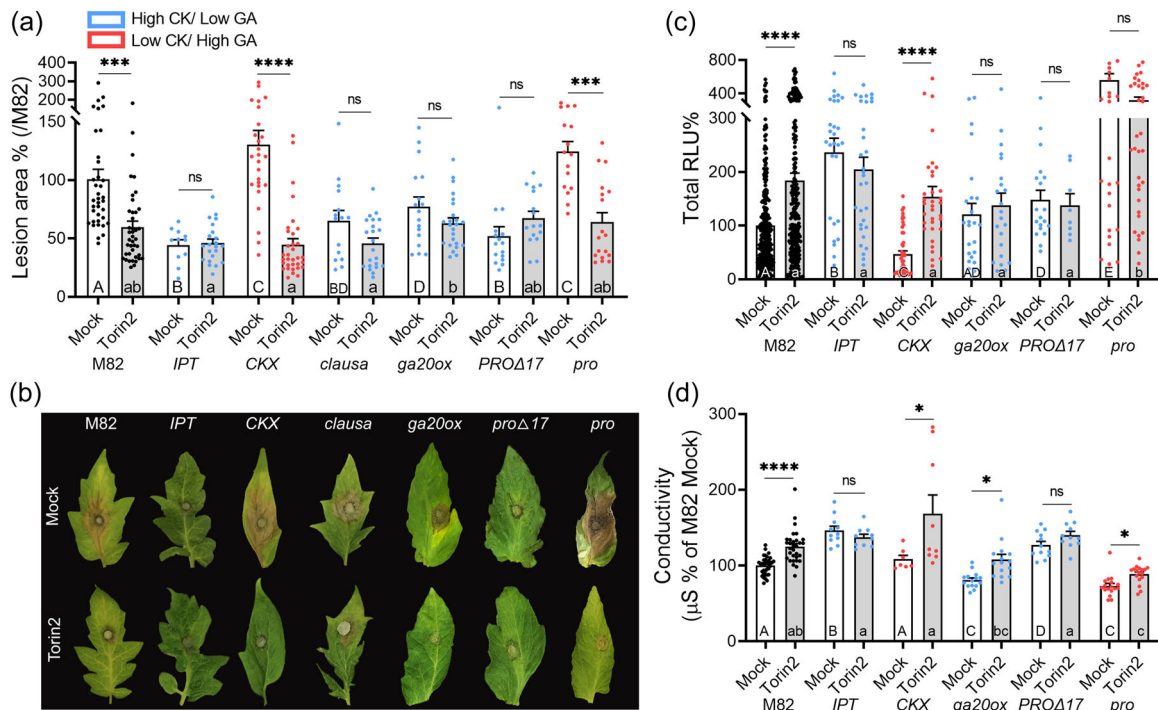 (a)
High CK/ Low GA
Low CK/ High GA
Lesion area % (/M82)
400
300
200
150
100
50
0
*** ns **** ns ns ns ***
A ab B a C a BD a D b B ab C ab
Mock Torin2 Mock Torin2 Mock Torin2 Mock Torin2 Mock Torin2 Mock Torin2 Mock Torin2
M82 IPT CKX clausa ga20ox PROΔ17 pro
(b)
M82 IPT CKX clausa ga20ox pro△17 pro
Mock
Torin2
(c)
Total RLU%
800
400
300
200
100
0
**** ns **** ns ns ns
A a B a C a AD a D a E b
Mock Torin2 Mock Torin2 Mock Torin2 Mock Torin2 Mock Torin2 Mock Torin2
M82 IPT CKX ga20ox PROΔ17 pro
(d)
Conductivity
(µS % of M82 Mock)
300
200
100
0
**** ns * * ns *
A ab B a A a C bc D a C c
Mock Torin2 Mock Torin2 Mock Torin2 Mock Torin2 Mock Torin2 Mock Torin2
M82 IPT CKX ga20ox PROΔ17 pro